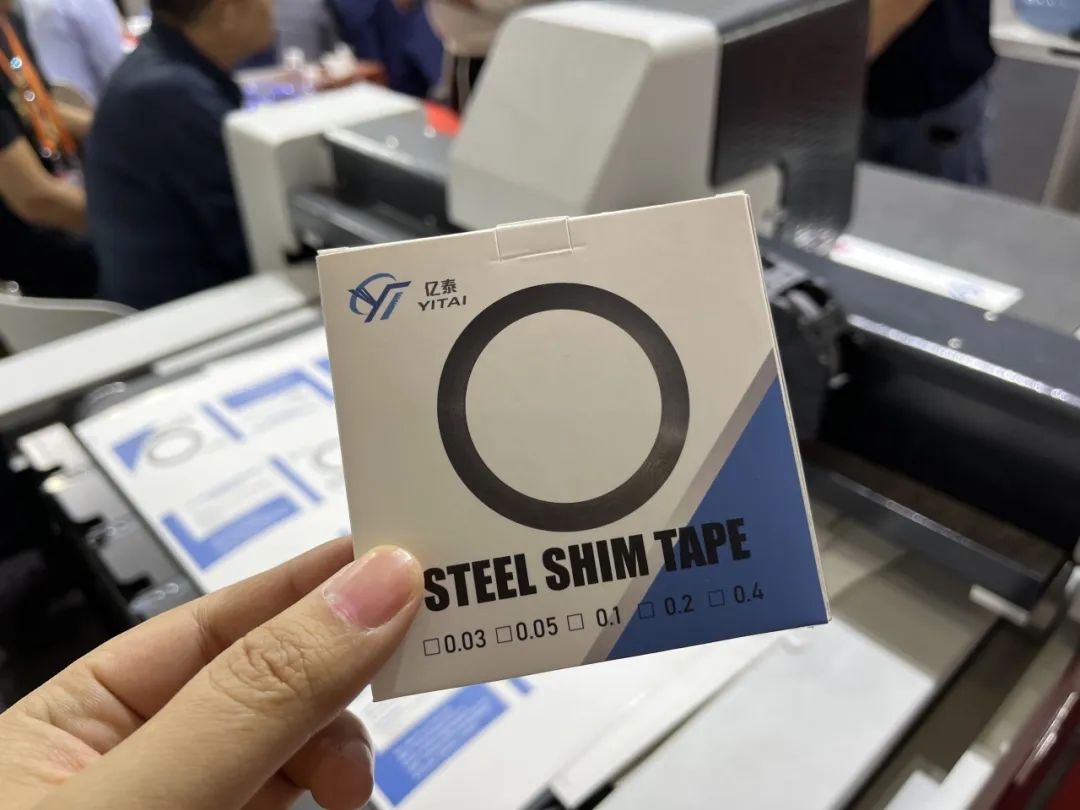 亿泰
YITAI
STEEL SHIM TAPE
□0.03 □0.05 □ 0.1 □ 0.2 □ 0.4